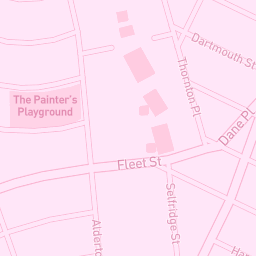 Dartmouth St
Thornton Pl
The Painter's
Playground
Dane Pl
Fleet St
Selfridge St